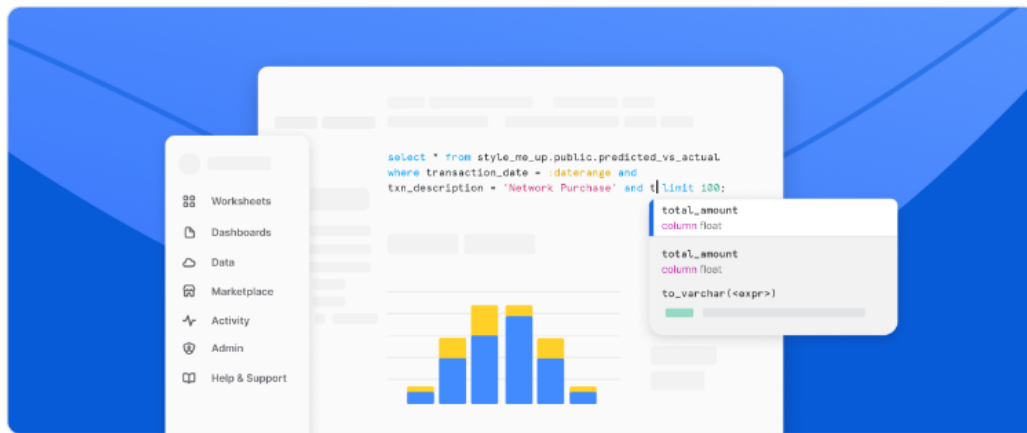 select * from style_me_up.public.predicted_vs_actual
where transaction_date = :daterange and
txn_description = 'Network Purchase' and t limit 100;
Worksheets
Dashboards
Data
Marketplace
Activity
Admin
Help & Support
total_amount
column float
total_amount
column float
to_varchar(<expr>)